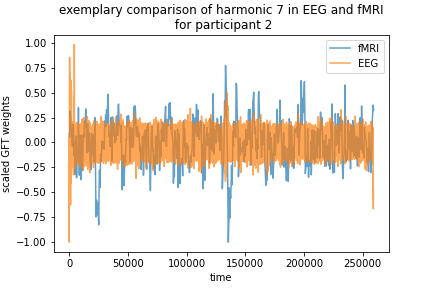 exemplary comparison of harmonic 7 in EEG and fMRI
for participant 2
1.00
0.75
0.50
0.25
0.00
−0.25
−0.50
−0.75
−1.00
scaled GFT weights
fMRI
EEG
0 50000 100000 150000 200000 250000
time